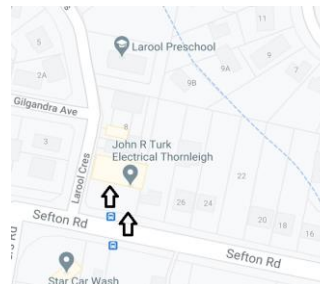 11
5
Larool Preschool
7
9A
9
2A
9B
Gilgandra Ave
8
3
John R Turk
Electrical Thornleigh
Larool Cres
22
26
24
Sefton Rd
20
18
16
Sefton Rd
Star Car Wash